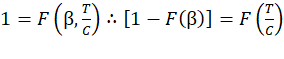 1 = F(β, T/C) ∴ [1 − F(β)] = F(T/C)